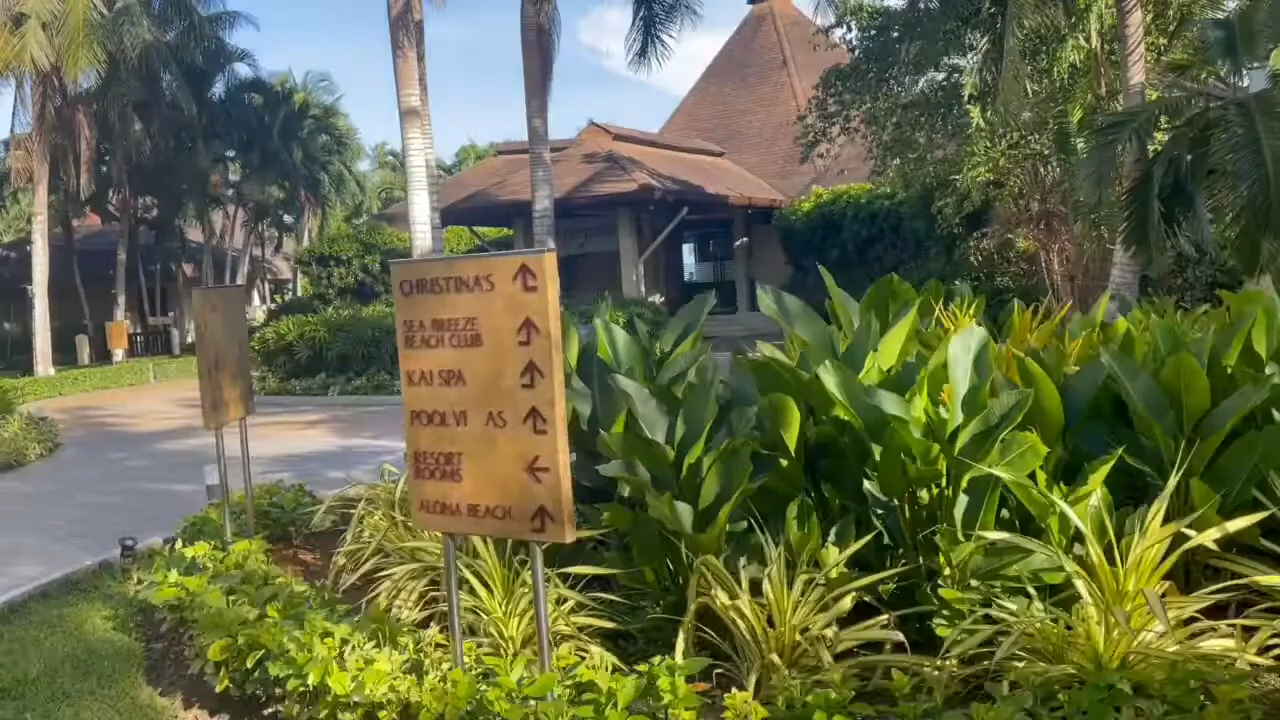 CHRISTINA'S
SEA BREEZE
BEACH CLUB
KAI SPA
POOL VI AS
RESORT
ROOMS
ALONA BEACH